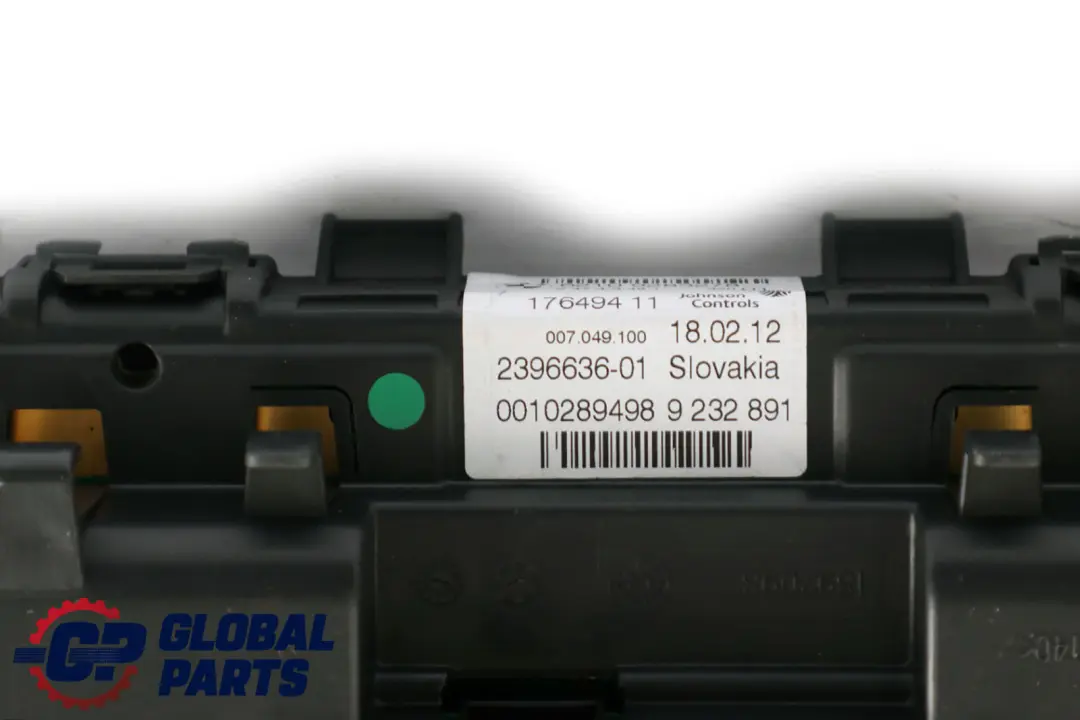 176494 11
Johnson
Controls
007.049.100 18.02.12
2396636-01 Slovakia
0010289498 9 232 891
GP GLOBAL
PARTS